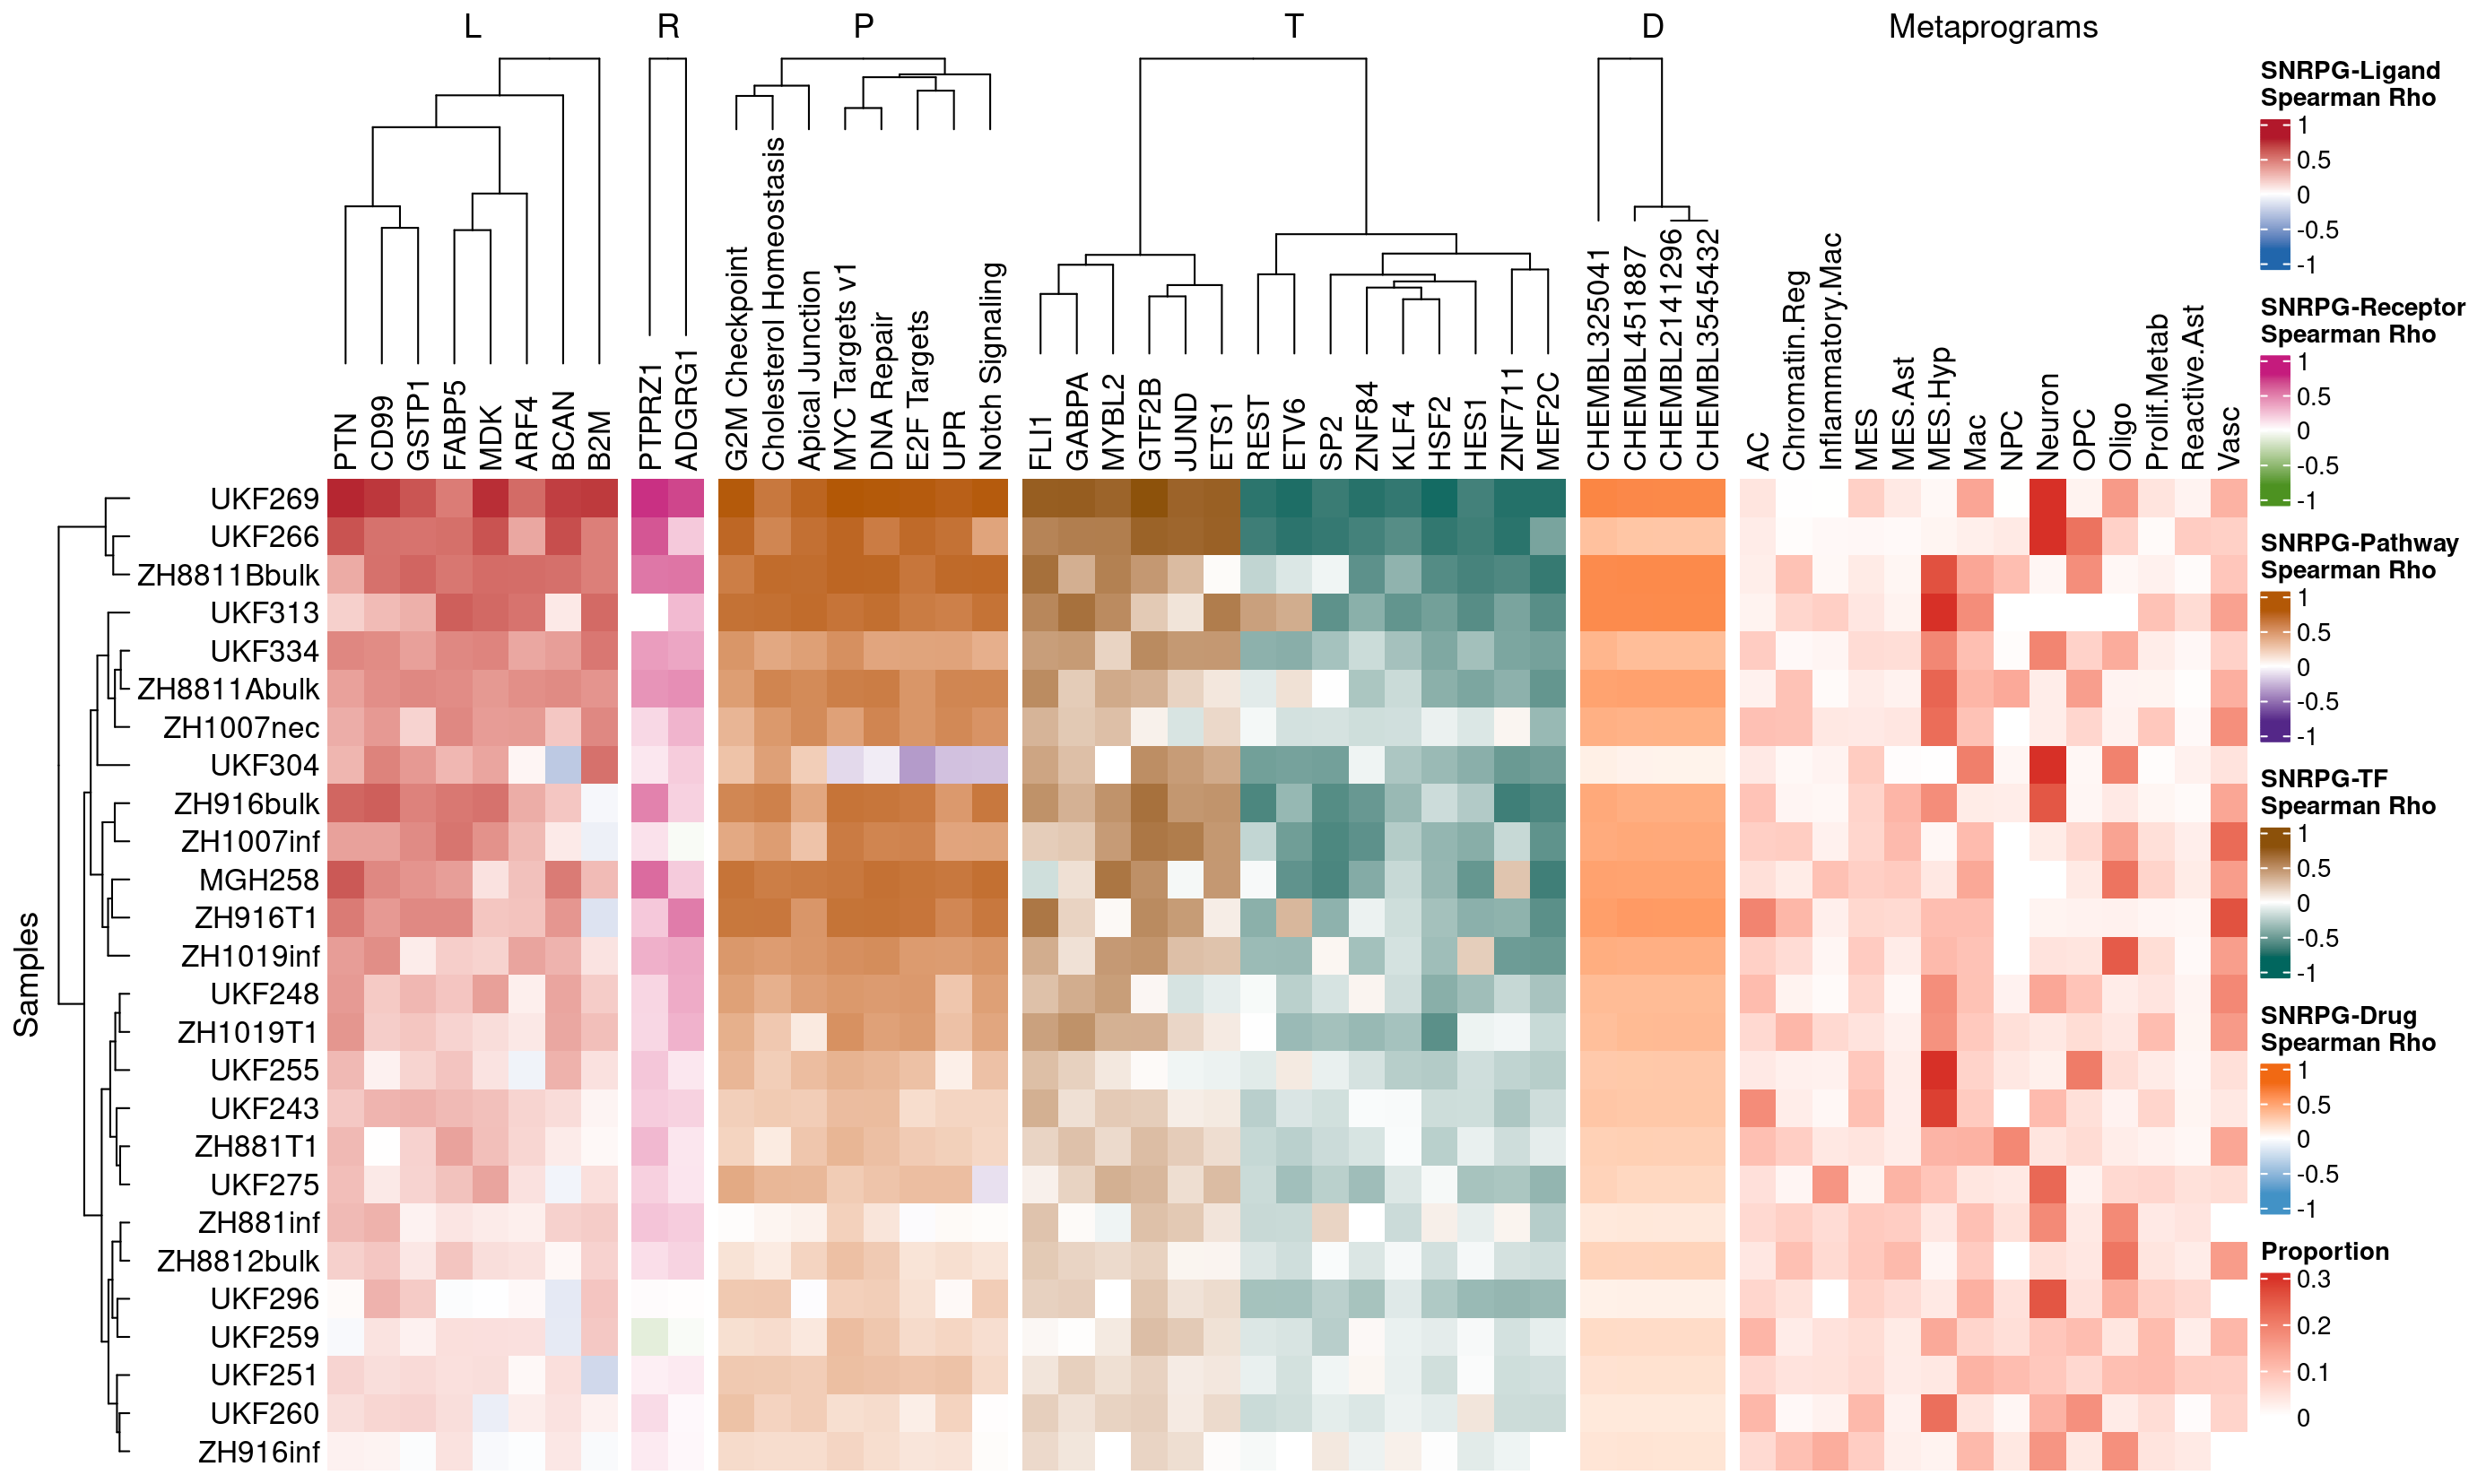 L R P T D Metaprograms
PTN
CD99
GSTP1
FABP5
MDK
ARF4
BCAN
B2M
PTPRZ1
ADGRG1
G2M Checkpoint
Cholesterol Homeostasis
Apical Junction
MYC Targets v1
DNA Repair
E2F Targets
UPR
Notch Signaling
FLI1
GABPA
MYBL2
GTF2B
JUND
ETS1
REST
ETV6
SP2
ZNF84
KLF4
HSF2
HES1
ZNF711
MEF2C
CHEMBL325041
CHEMBL451887
CHEMBL2141296
CHEMBL3545432
AC
Chromatin.Reg
Inflammatory.Mac
MES
MES.Ast
MES.Hyp
Mac
NPC
Neuron
OPC
Oligo
Prolif.Metab
Reactive.Ast
Vasc
Samples
UKF269
UKF266
ZH8811Bbulk
UKF313
UKF334
ZH8811Abulk
ZH1007nec
UKF304
ZH916bulk
ZH1007inf
MGH258
ZH916T1
ZH1019inf
UKF248
ZH1019T1
UKF255
UKF243
ZH881T1
UKF275
ZH881inf
ZH8812bulk
UKF296
UKF259
UKF251
UKF260
ZH916inf
SNRPG-Ligand
Spearman Rho
1
0.5
0
-0.5
-1
SNRPG-Receptor
Spearman Rho
1
0.5
0
-0.5
-1
SNRPG-Pathway
Spearman Rho
1
0.5
0
-0.5
-1
SNRPG-TF
Spearman Rho
1
0.5
0
-0.5
-1
SNRPG-Drug
Spearman Rho
1
0.5
0
-0.5
-1
Proportion
0.3
0.2
0.1
0